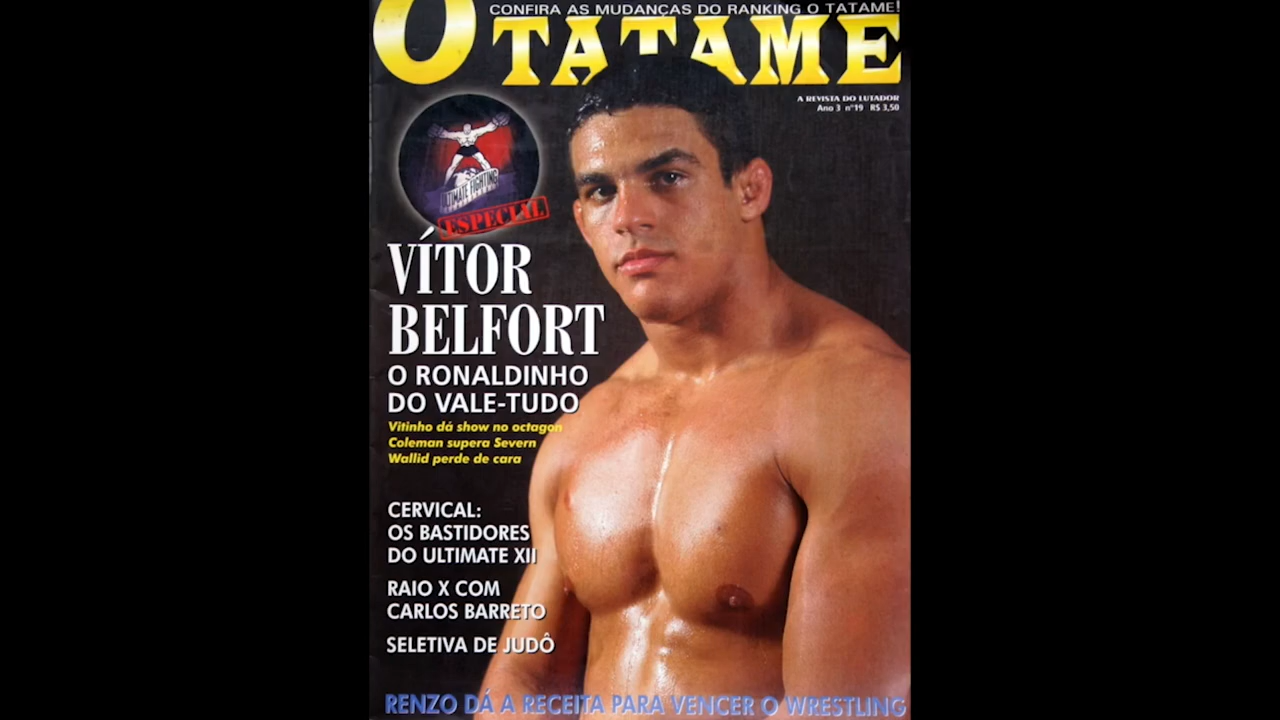 CONFIRA AS MUDANÇAS DO RANKING O TATAME!
O TATAME
A REVISTA DO LUTADOR
Ano 3 nº19 R$ 3,50
ULTIMATE FIGHTING
ESPECIAL
VÍTOR
BELFORT
O RONALDINHO
DO VALE-TUDO
Vitinho dá show no octagon
Coleman supera Severn
Wallid perde de cara
CERVICAL:
OS BASTIDORES
DO ULTIMATE XII
RAIO X COM
CARLOS BARRETO
SELETIVA DE JUDÔ
RENZO DÁ A RECEITA PARA VENCER O WRESTLING